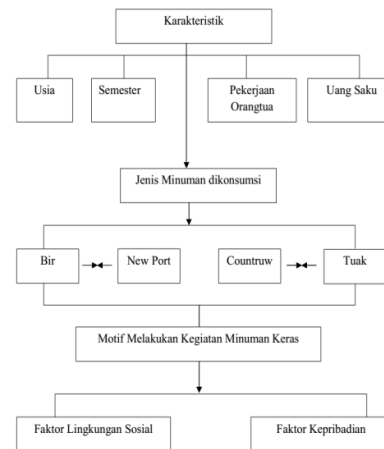 Karakteristik
Usia
Semester
Pekerjaan
Orangtua
Uang Saku
Jenis Minuman dikonsumsi
Bir
New Port
Countruw
Tuak
Motif Melakukan Kegiatan Minuman Keras
Faktor Lingkungan Sosial
Faktor Kepribadian